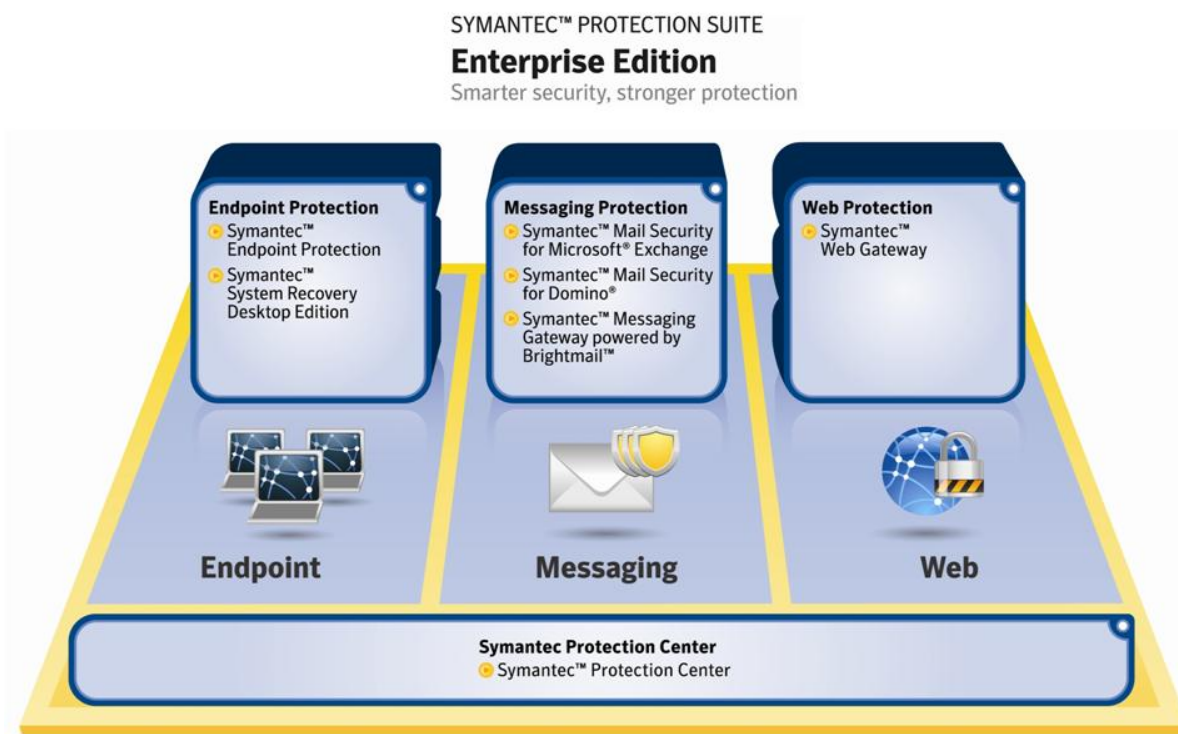 SYMANTEC™ PROTECTION SUITE
Enterprise Edition
Smarter security, stronger protection
Endpoint Protection
Symantec™
Endpoint Protection
Symantec™
System Recovery
Desktop Edition
Messaging Protection
Symantec™ Mail Security
for Microsoft® Exchange
Symantec™ Mail Security
for Domino®
Symantec™ Messaging
Gateway powered by
Brightmail™
Web Protection
Symantec™
Web Gateway
Endpoint
Messaging
Web
Symantec Protection Center
Symantec™ Protection Center